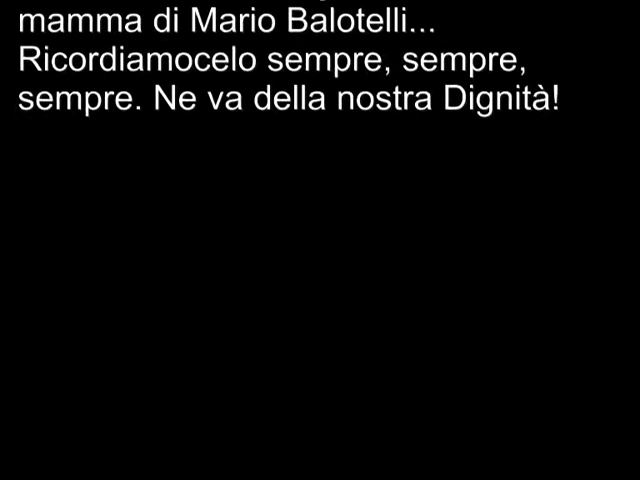 mamma di Mario Balotelli...
Ricordiamocelo sempre, sempre,
sempre. Ne va della nostra Dignità!